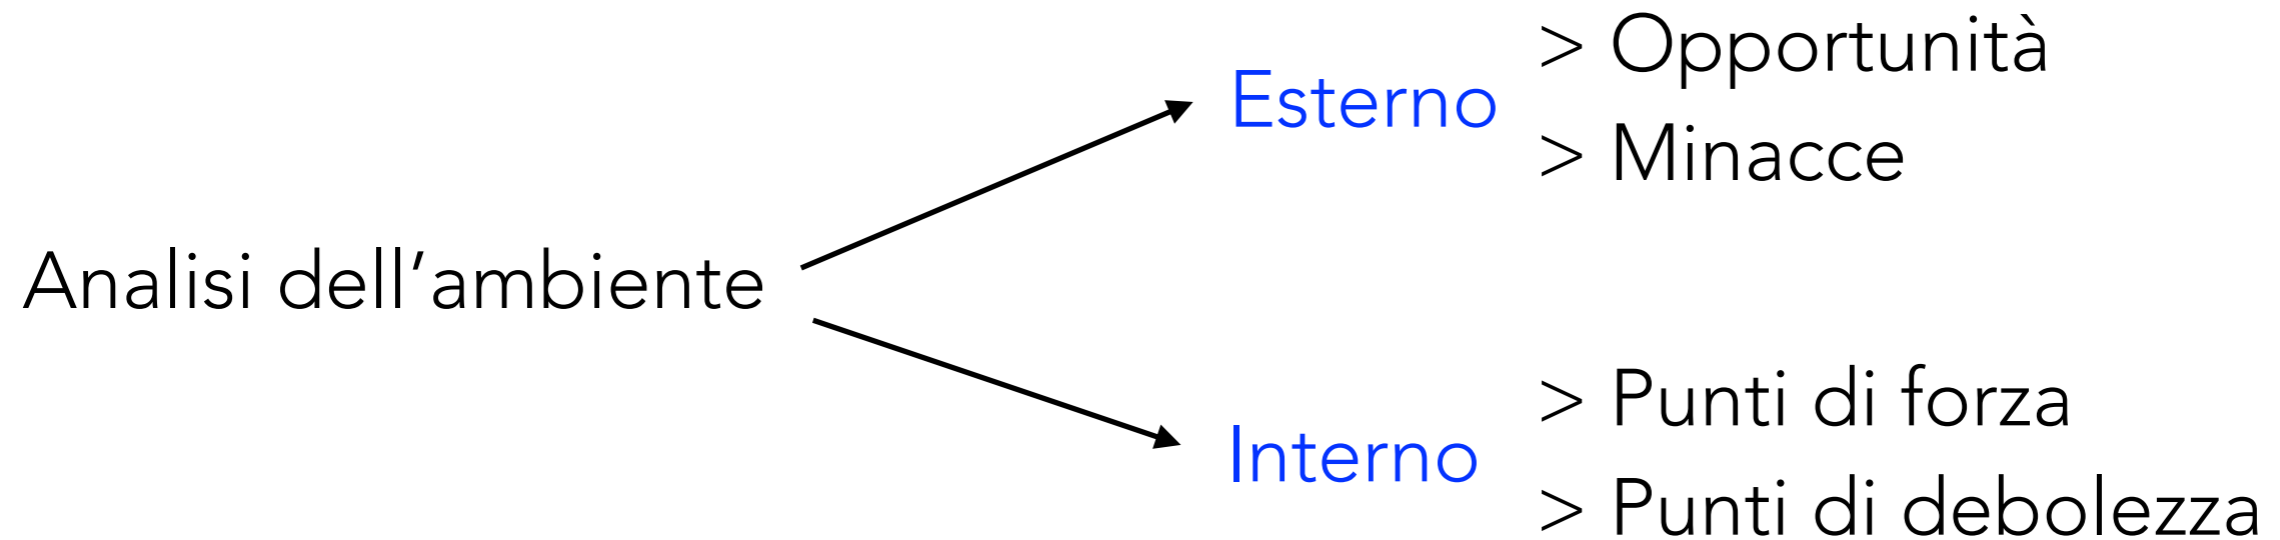 Analisi dell’ambiente
Esterno
> Opportunità
> Minacce
Interno
> Punti di forza
> Punti di debolezza